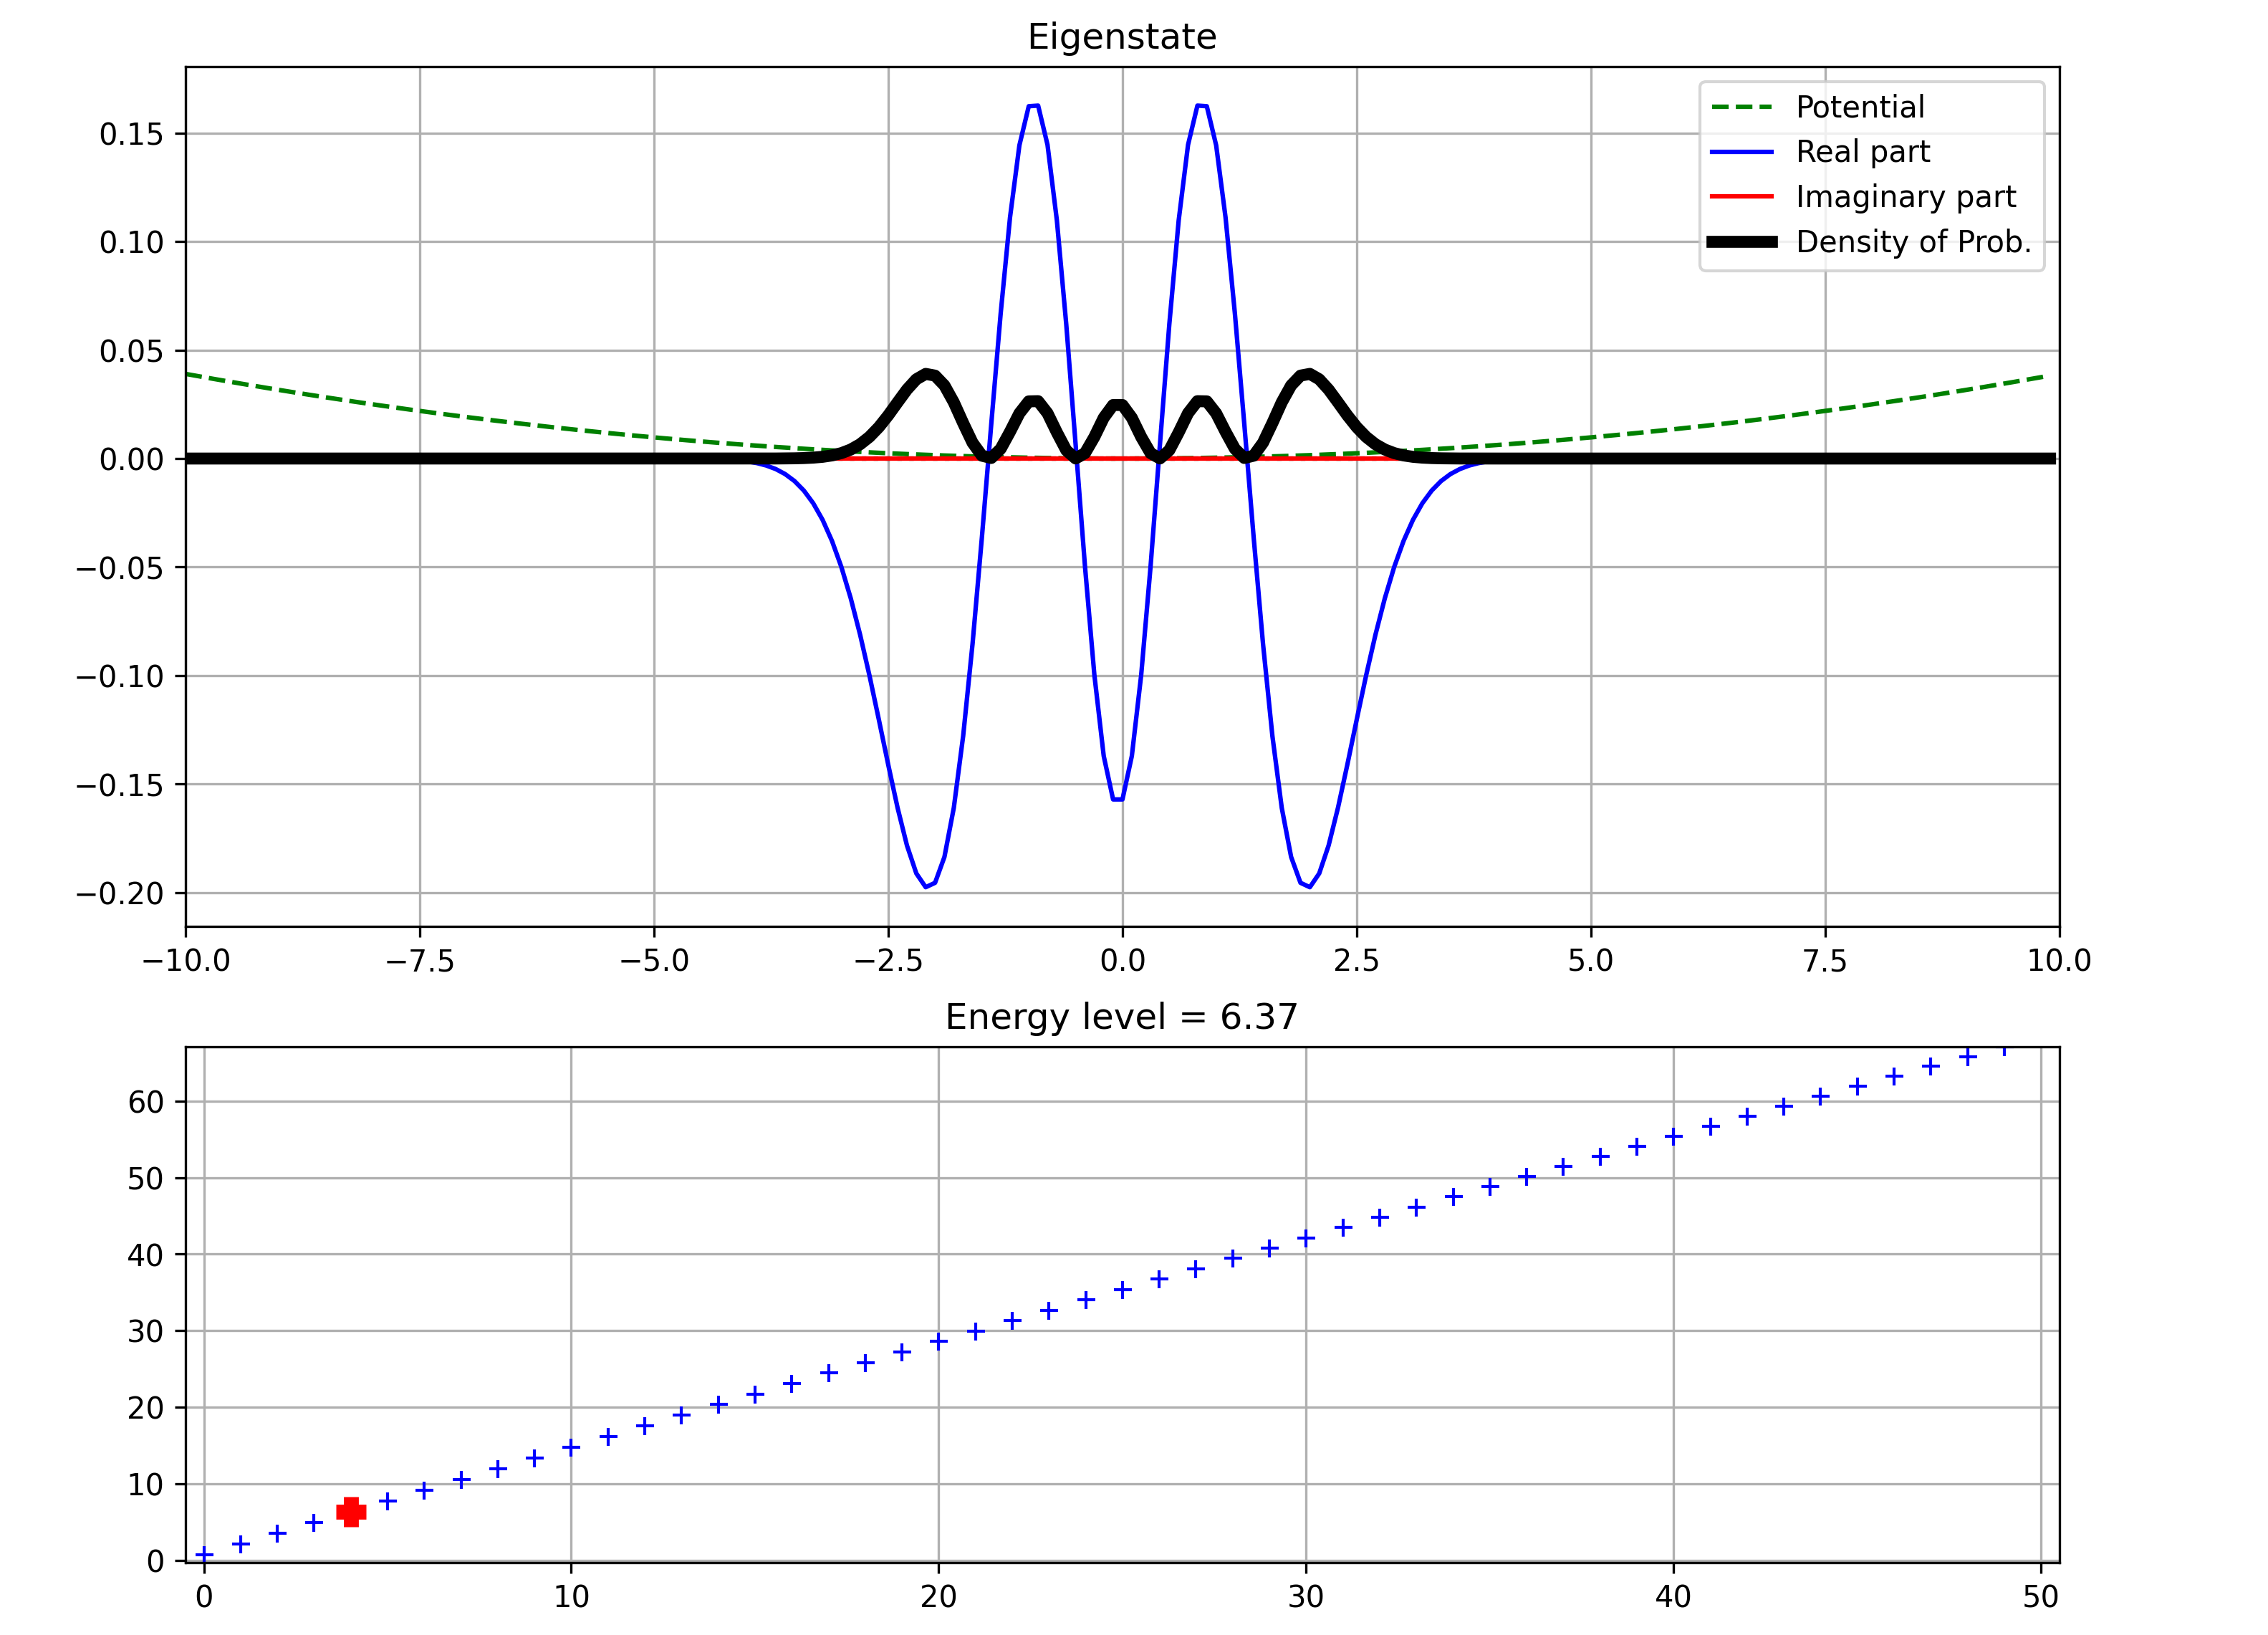 Eigenstate
Potential
Real part
Imaginary part
Density of Prob.
0.15
0.10
0.05
0.00
−0.05
−0.10
−0.15
−0.20
−10.0 −7.5 −5.0 −2.5 0.0 2.5 5.0 7.5 10.0
Energy level = 6.37
60
50
40
30
20
10
0
0 10 20 30 40 50